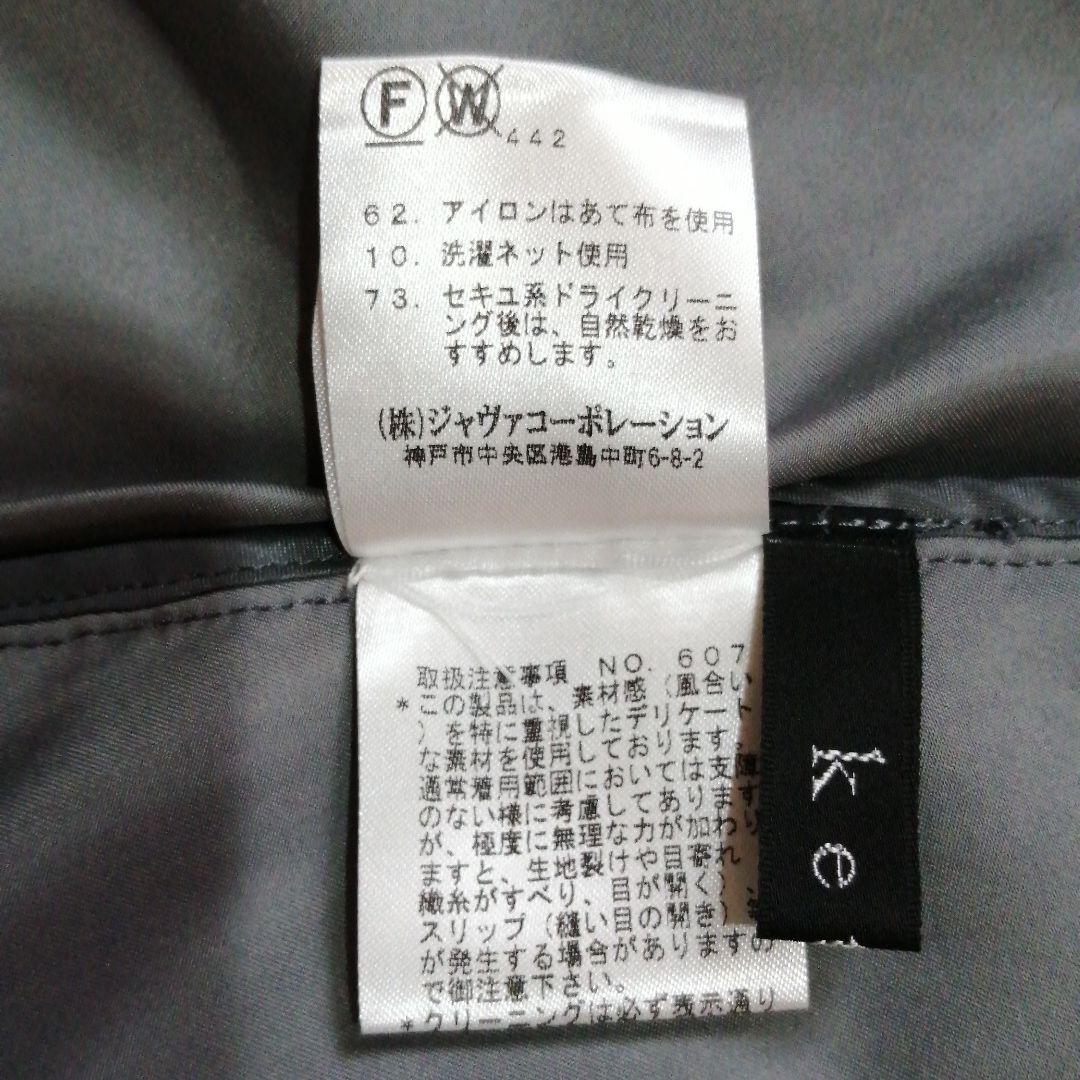 F W 442
62. アイロンはあて布を使用
10. 洗濯ネット使用
73. セキユ系ドライクリーニ
ング後は、自然乾燥をお
すすめします。
(株)ジャヴァコーポレーション
神戸市中央区港島中町6-8-2
取扱注意事項 NO. 607
*この製品は、素材感(風合い
)を特に重視したデリケート
な素材を使用しております。
通常着用範囲においては支障
のない様に考慮してあります
が、極度に無理な力が加わり
ますと、生地裂けや目寄れ
織糸がすべり、目が開く)、
スリップ(縫い目の開き)等
が発生する場合がありますの
で御注意下さい。
*クリーニングは必ず表示通り
ke